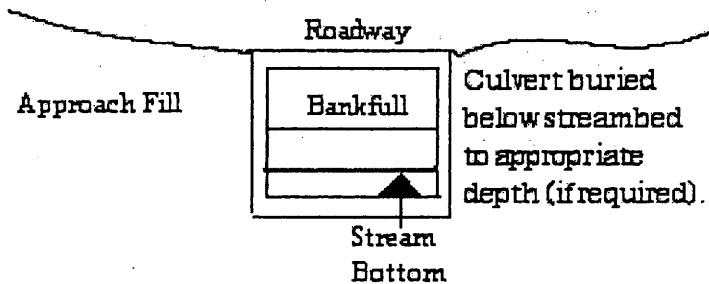 Roadway
Approach Fill
Bankfull
Culvert buried
below streambed
to appropriate
depth (if required).
Stream
Bottom